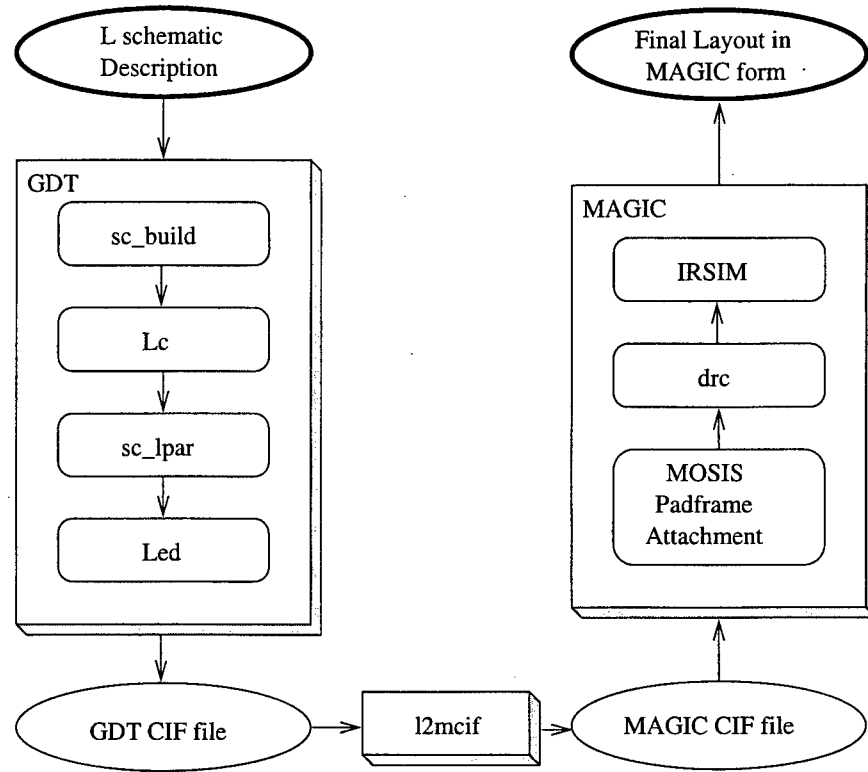 L schematic
Description
GDT
sc_build
Lc
sc_lpar
Led
GDT CIF file
l2mcif
MAGIC CIF file
MAGIC
MOSIS
Padframe
Attachment
drc
IRSIM
Final Layout in
MAGIC form